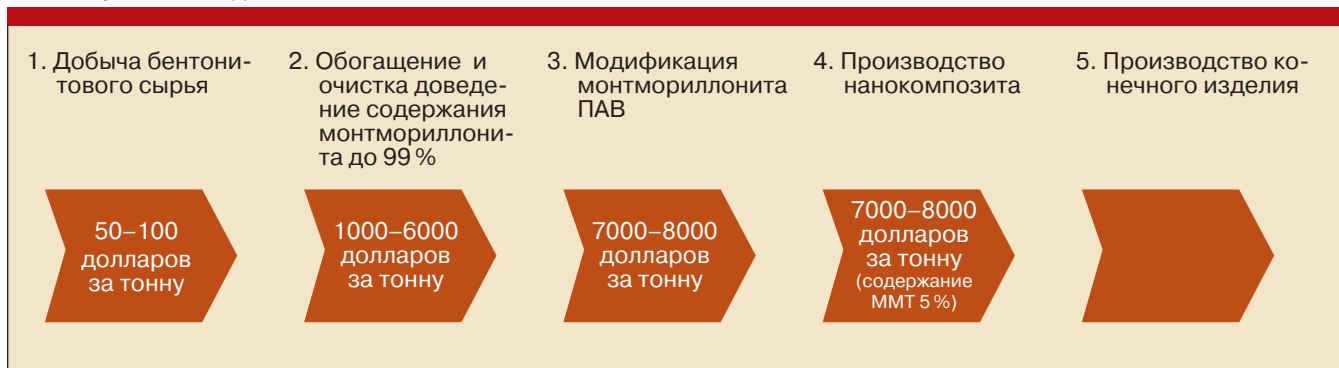 1. Добыча бентони-
тового сырья
2. Обогащение и
очистка доведе-
ние содержания
монтмориллони-
та до 99 %
3. Модификация
монтмориллонита
ПАВ
4. Производство
нанокомпозита
5. Производство ко-
нечного изделия
50–100
долларов
за тонну
1000–6000
долларов
за тонну
7000–8000
долларов
за тонну
7000–8000
долларов
за тонну
(содержание
ММТ 5 %)